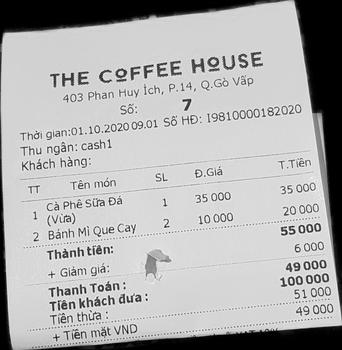 THE COFFEE HOUSE
403 Phan Huy Ích, P.14, Q.Gò Vấp
Số: 7
Thời gian:01.10.2020 09.01 Số HĐ: I9810000182020
Thu ngân: cash1
Khách hàng:
TT Tên món SL Đ.Giá T.Tiền
1 Cà Phê Sữa Đá (Vừa) 1 35 000 35 000
2 Bánh Mì Que Cay 2 10 000 20 000
Thành tiền: 55 000
+ Giảm giá: 6 000
Thanh Toán : 49 000
Tiền khách đưa : 100 000
Tiền thừa : 51 000
+ Tiền mặt VND 49 000